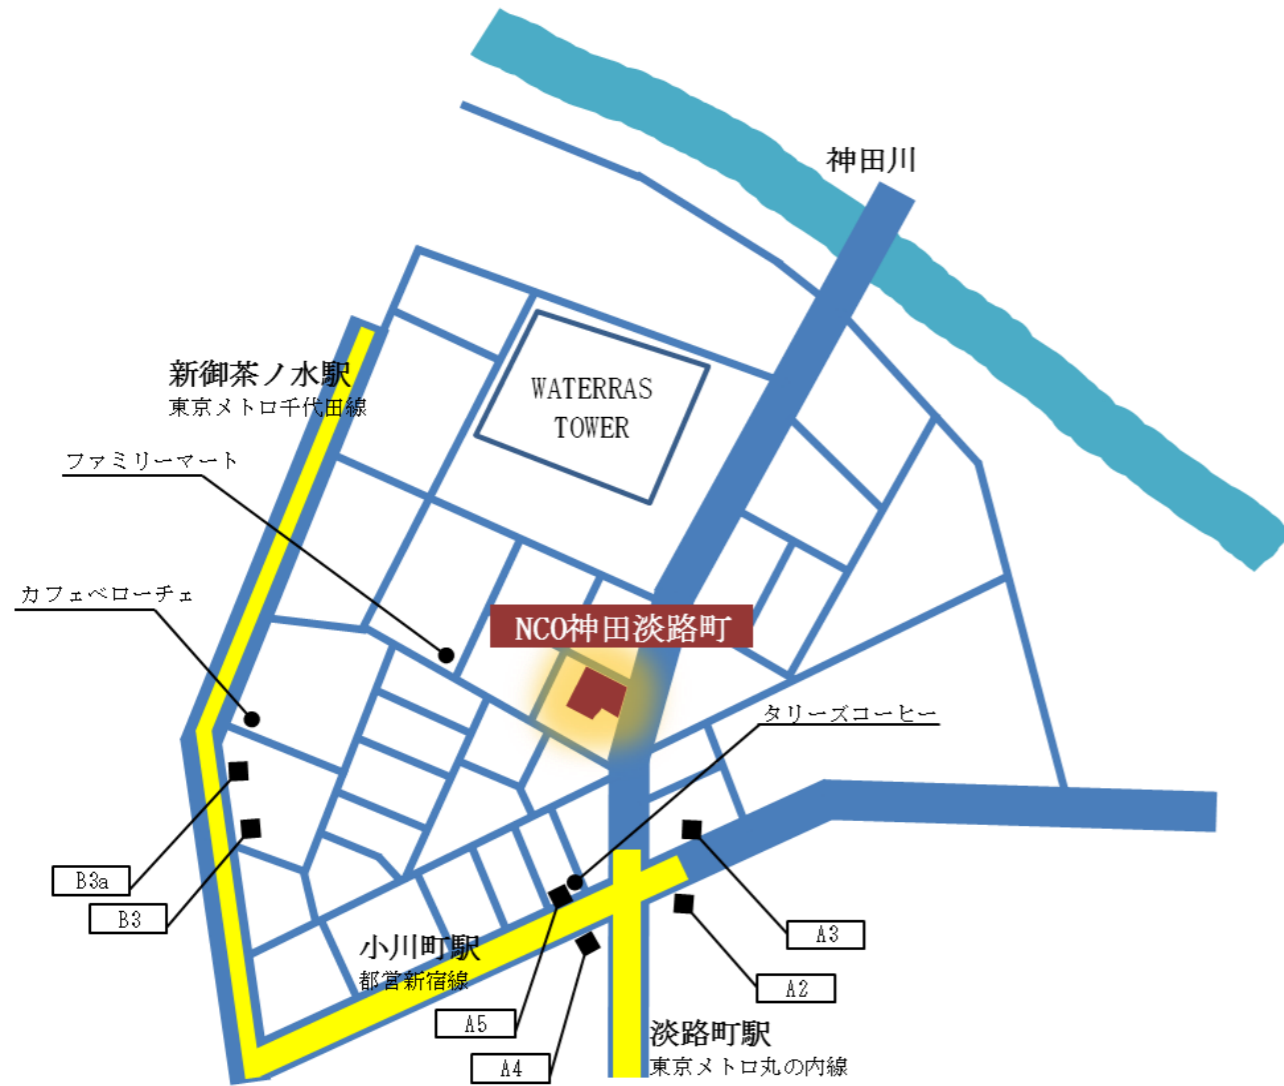 神田川
新御茶ノ水駅
東京メトロ千代田線
WATERRAS
TOWER
ファミリーマート
カフェベローチェ
NCO神田淡路町
タリーズコーヒー
B3a
B3
A3
小川町駅
都営新宿線
A2
A5
淡路町駅
東京メトロ丸の内線
A4